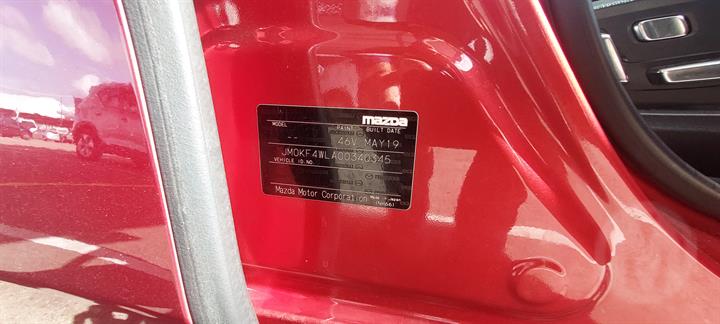 mazda
MODEL PAINT BUILT DATE
-- 46V MAY19
JM0KF4WLA00340345
VEHICLE ID.NO.
Mazda Motor Corporation